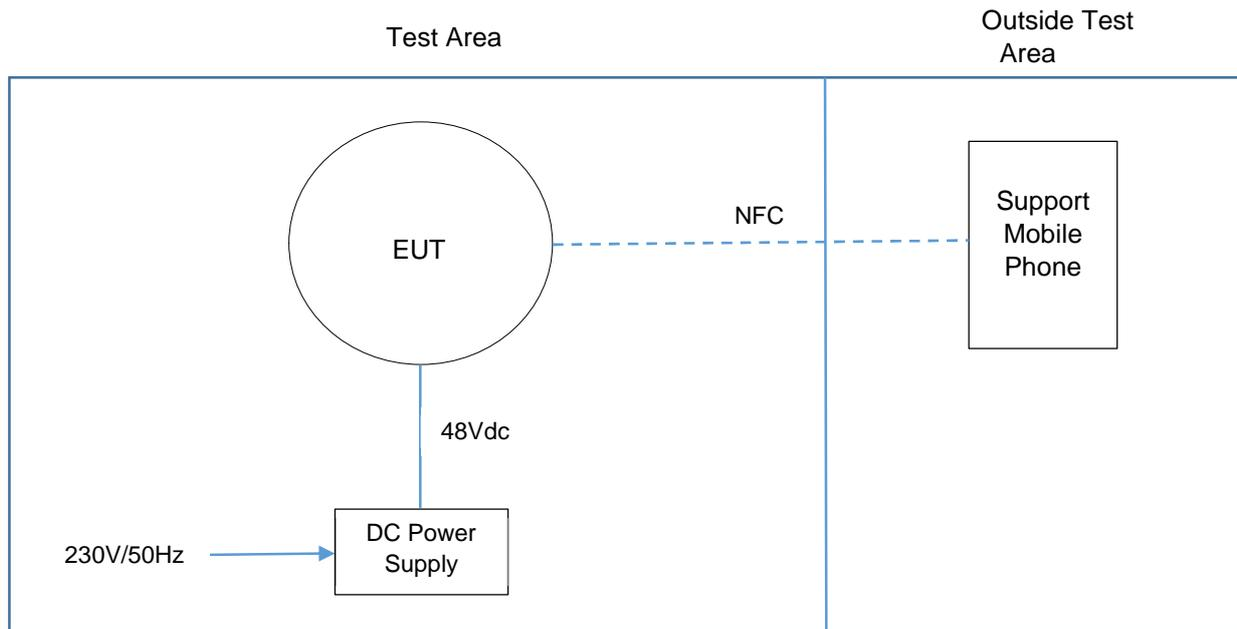 Test Area
Outside Test
Area
EUT
NFC
Support
Mobile
Phone
48Vdc
230V/50Hz
DC Power
Supply